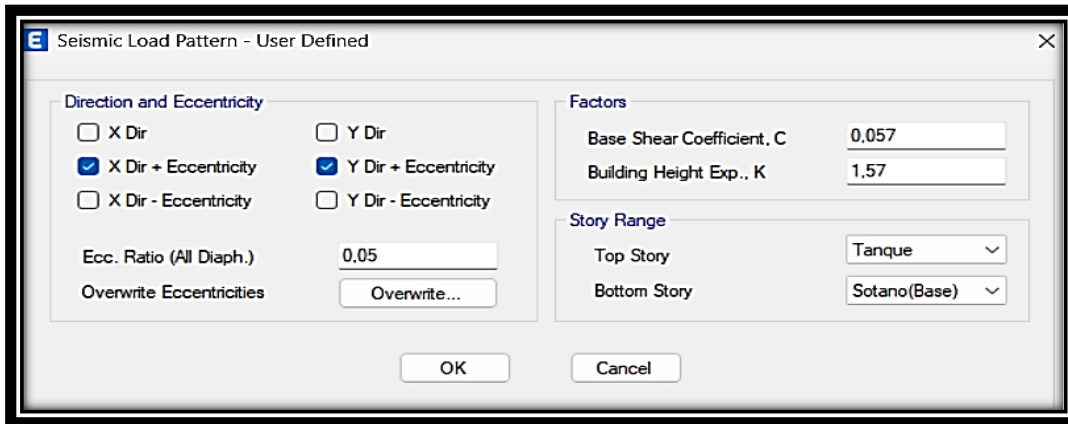 E Seismic Load Pattern - User Defined
Direction and Eccentricity
X Dir Y Dir
X Dir + Eccentricity Y Dir + Eccentricity
X Dir - Eccentricity Y Dir - Eccentricity
Ecc. Ratio (All Diaph.) 0,05
Overwrite Eccentricities Overwrite...
Factors
Base Shear Coefficient, C 0,057
Building Height Exp., K 1,57
Story Range
Top Story Tanque
Bottom Story Sotano(Base)
OK Cancel